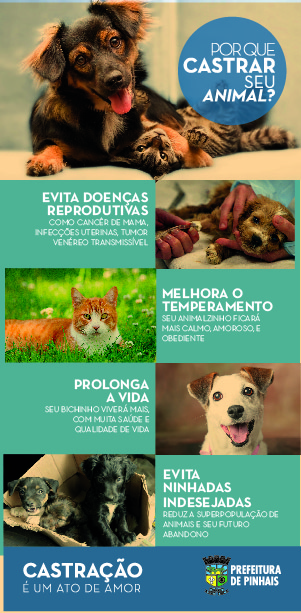 POR QUE
CASTRAR
SEU
ANIMAL?
EVITA DOENÇAS
REPRODUTIVAS
COMO CANCÊR DE MAMA,
INFECÇÕES UTERINAS, TUMOR
VENÉREO TRANSMISSÍVEL
MELHORA O
TEMPERAMENTO
SEU ANIMALZINHO FICARÁ
MAIS CALMO, AMOROSO, E
OBEDIENTE
PROLONGA
A VIDA
SEU BICHINHO VIVERÁ MAIS,
COM MUITA SAÚDE E
QUALIDADE DE VIDA
EVITA
NINHADAS
INDESEJADAS
REDUZ A SUPERPOPULAÇÃO DE
ANIMAIS E SEU FUTURO
ABANDONO
CASTRAÇÃO
É UM ATO DE AMOR
PREFEITURA
DE PINHAIS